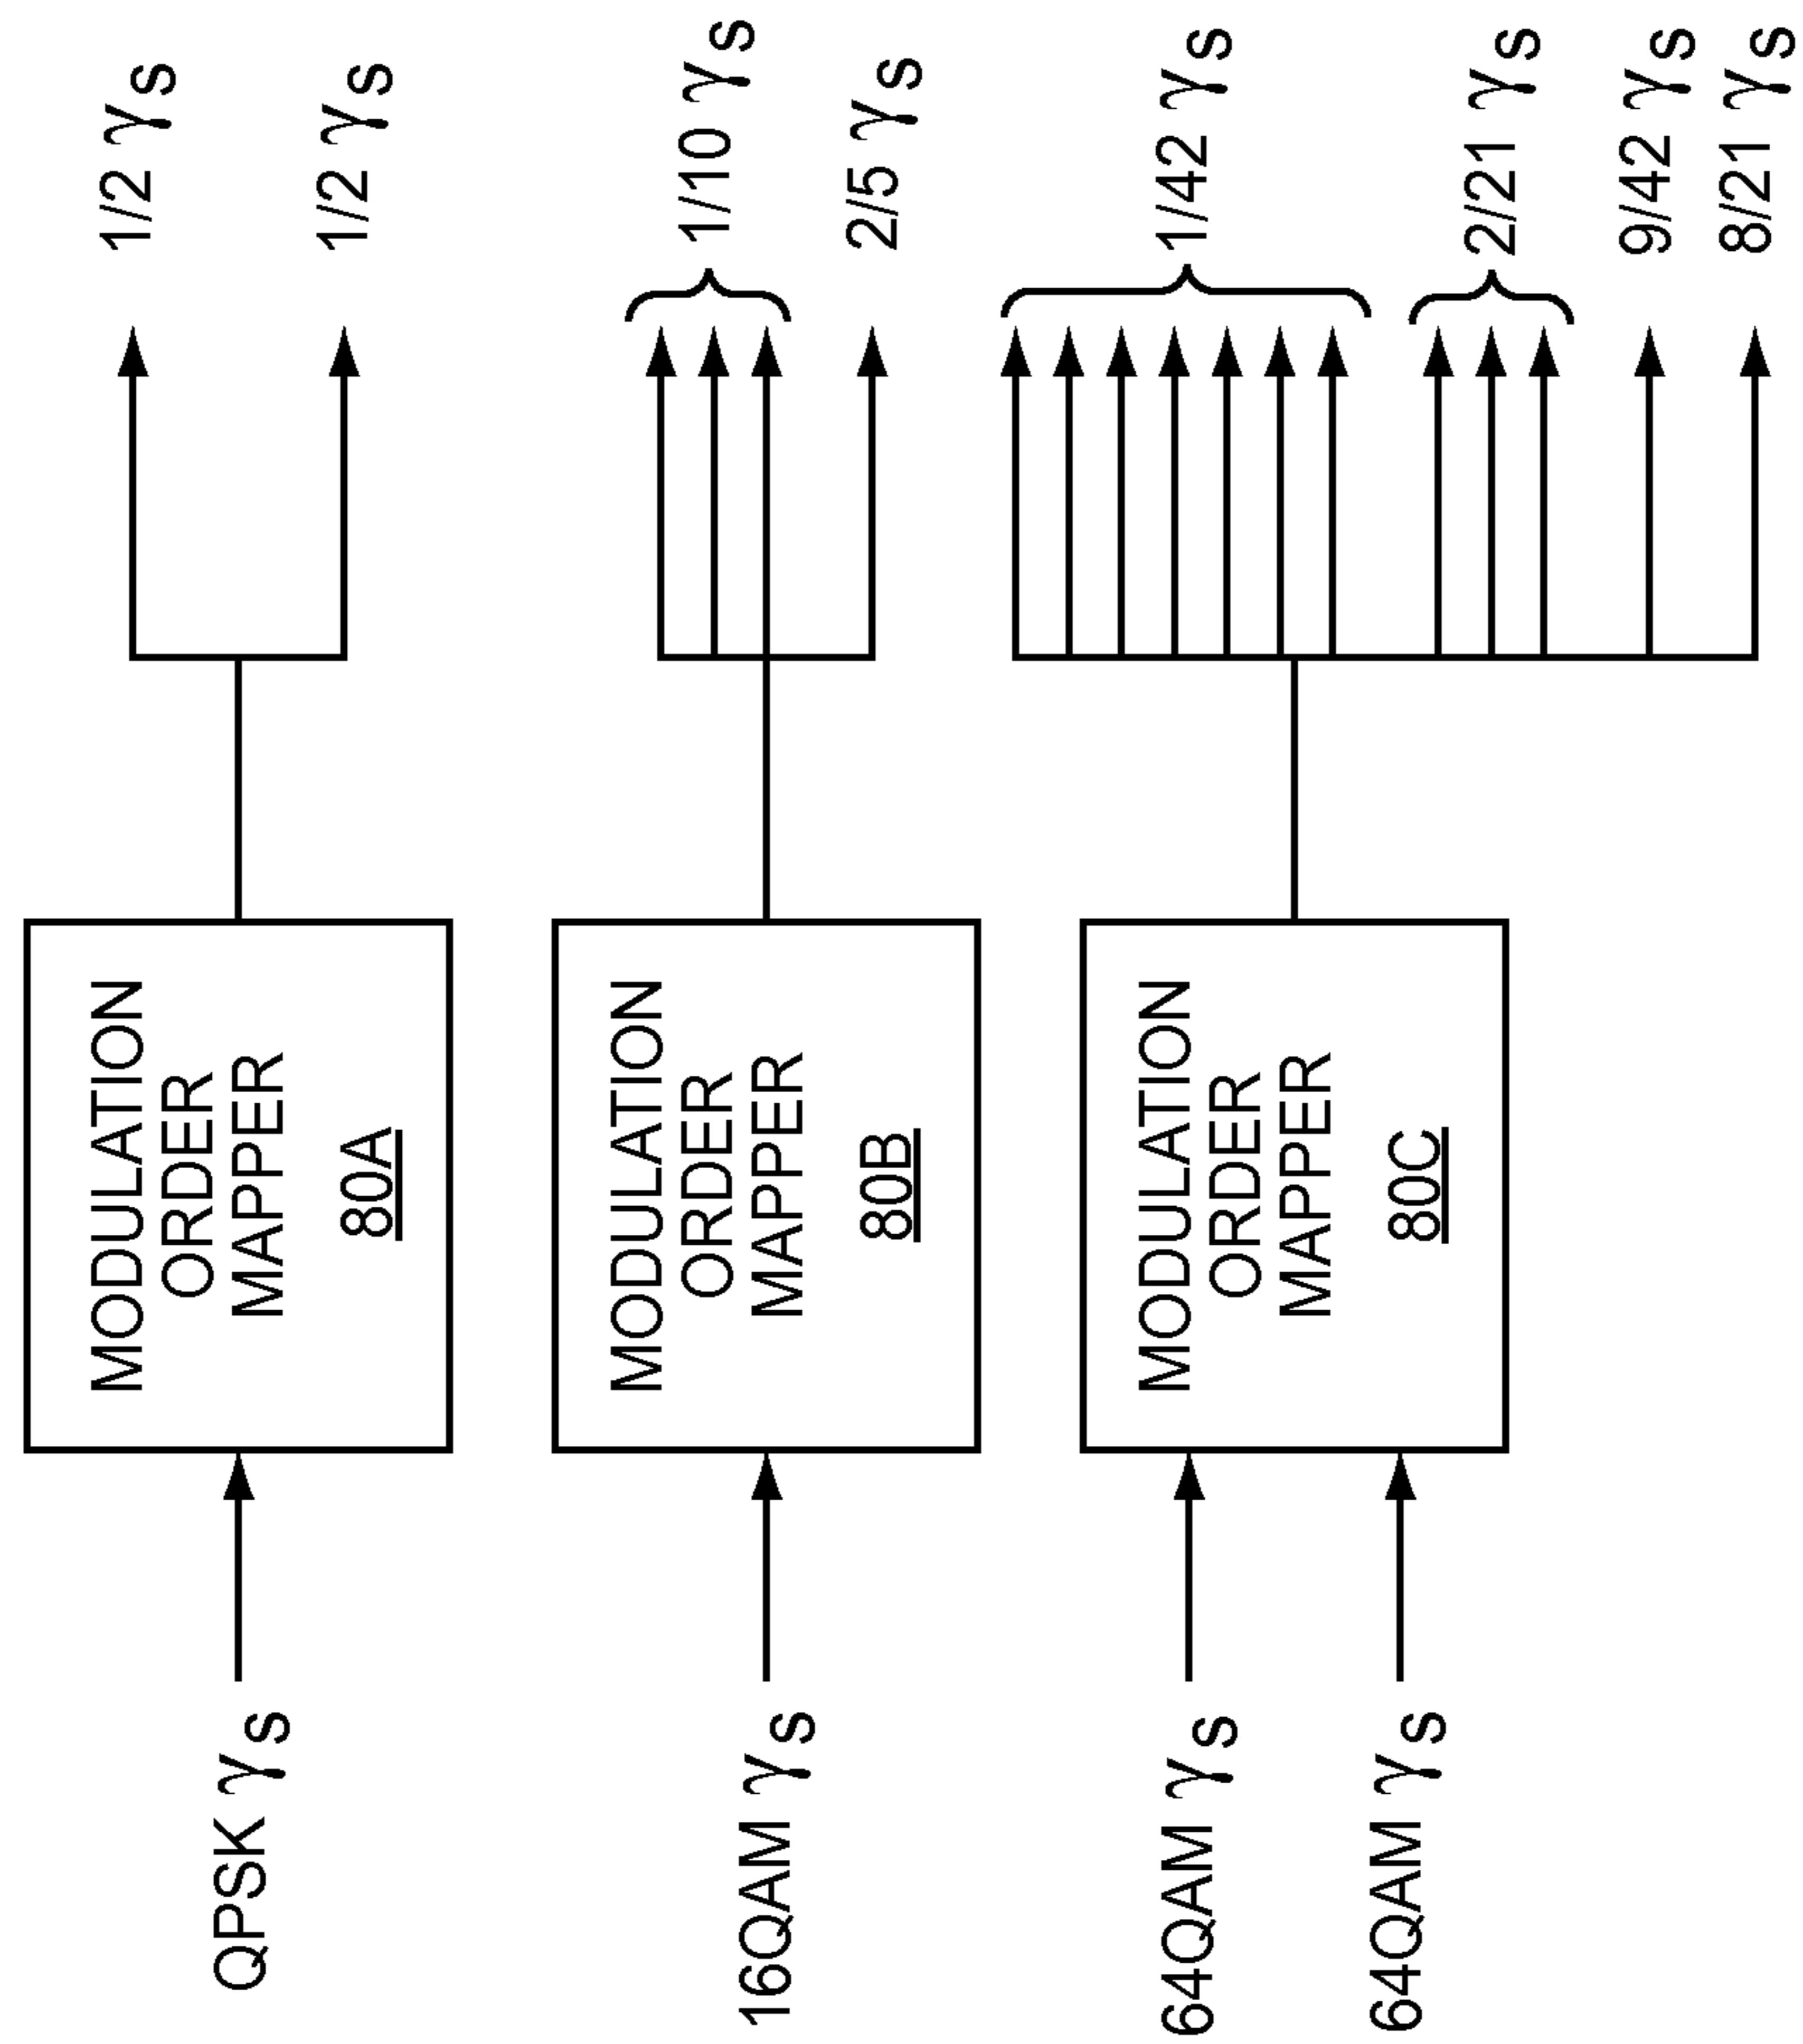 QPSK γs
MODULATION
ORDER
MAPPER
80A
1/2 γs
1/2 γs
16QAM γs
MODULATION
ORDER
MAPPER
80B
1/10 γs
2/5 γs
64QAM γs
64QAM γs
MODULATION
ORDER
MAPPER
80C
1/42 γs
2/21 γs
9/42 γs
8/21 γs